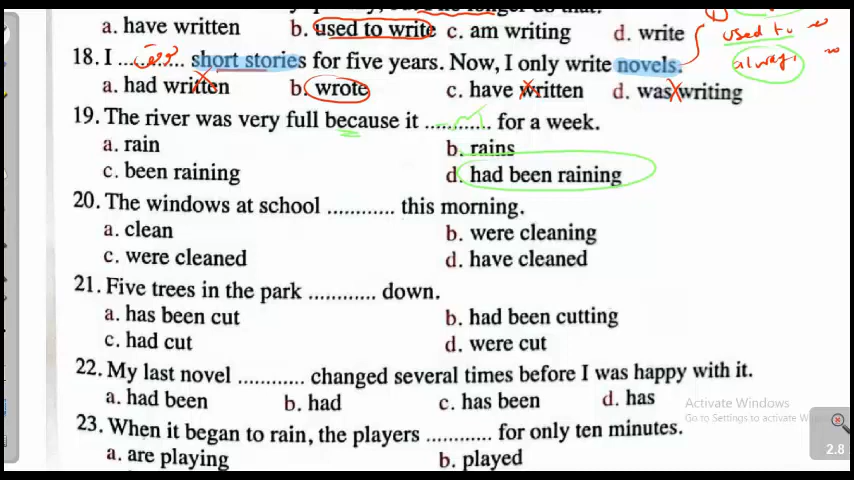 a. have written b. used to write c. am writing d. write
used to
always
18. I ............ short stories for five years. Now, I only write novels.
a. had written b. wrote c. have written d. was writing
19. The river was very full because it ............ for a week.
a. rain b. rains
c. been raining d. had been raining
20. The windows at school ............ this morning.
a. clean b. were cleaning
c. were cleaned d. have cleaned
21. Five trees in the park ............ down.
a. has been cut b. had been cutting
c. had cut d. were cut
22. My last novel ............ changed several times before I was happy with it.
a. had been b. had c. has been d. has
Activate Windows
Go to Settings to activate W
23. When it began to rain, the players ............ for only ten minutes.
a. are playing b. played
2.8